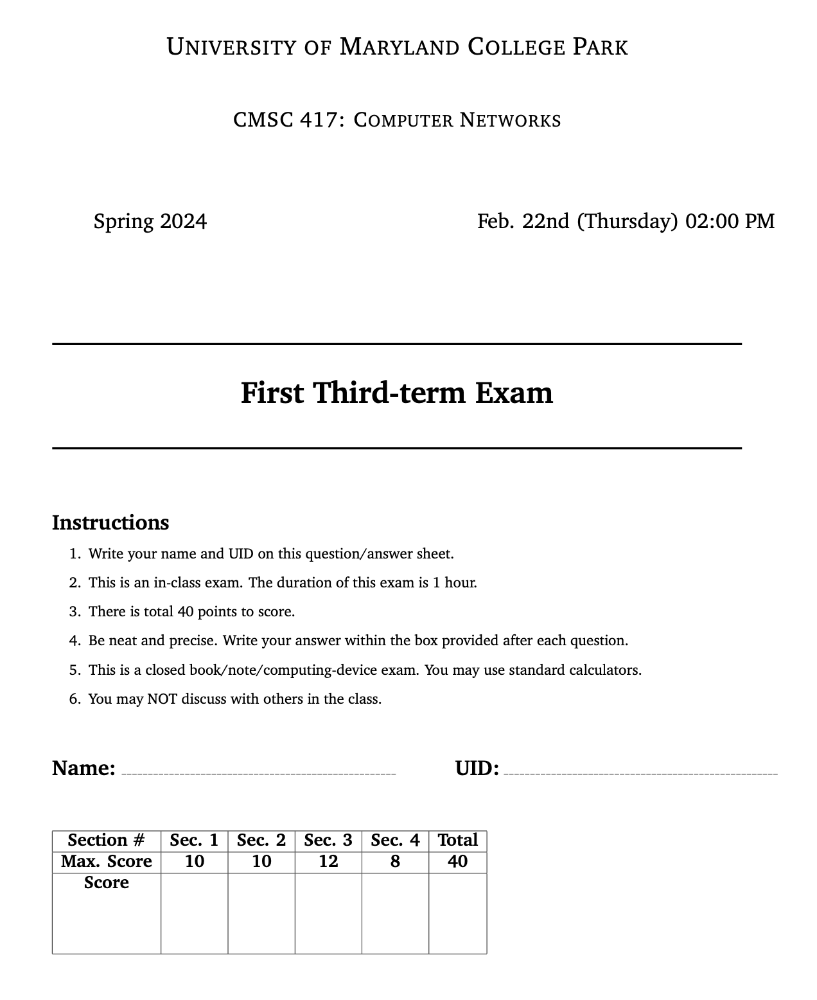 UNIVERSITY OF MARYLAND COLLEGE PARK
CMSC 417: COMPUTER NETWORKS
Spring 2024 Feb. 22nd (Thursday) 02:00 PM
First Third-term Exam
Instructions
1. Write your name and UID on this question/answer sheet.
2. This is an in-class exam. The duration of this exam is 1 hour.
3. There is total 40 points to score.
4. Be neat and precise. Write your answer within the box provided after each question.
5. This is a closed book/note/computing-device exam. You may use standard calculators.
6. You may NOT discuss with others in the class.
Name: UID:
Section # Sec. 1 Sec. 2 Sec. 3 Sec. 4 Total
Max. Score 10 10 12 8 40
Score